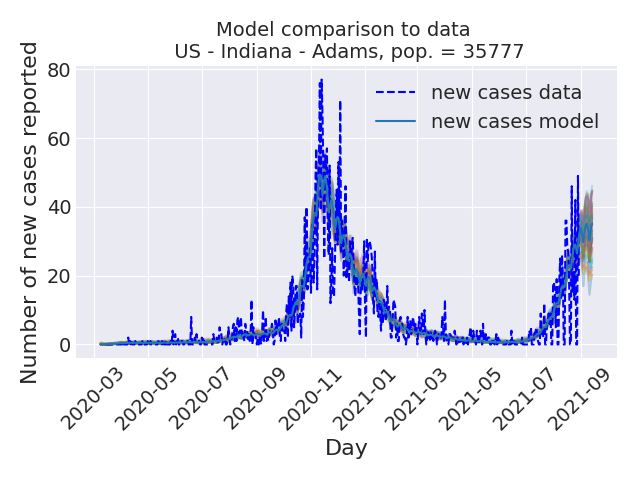 Model comparison to data
US - Indiana - Adams, pop. = 35777
Number of new cases reported
80
60
40
20
0
new cases data
new cases model
2020-03
2020-05
2020-07
2020-09
2020-11
2021-01
2021-03
2021-05
2021-07
2021-09
Day